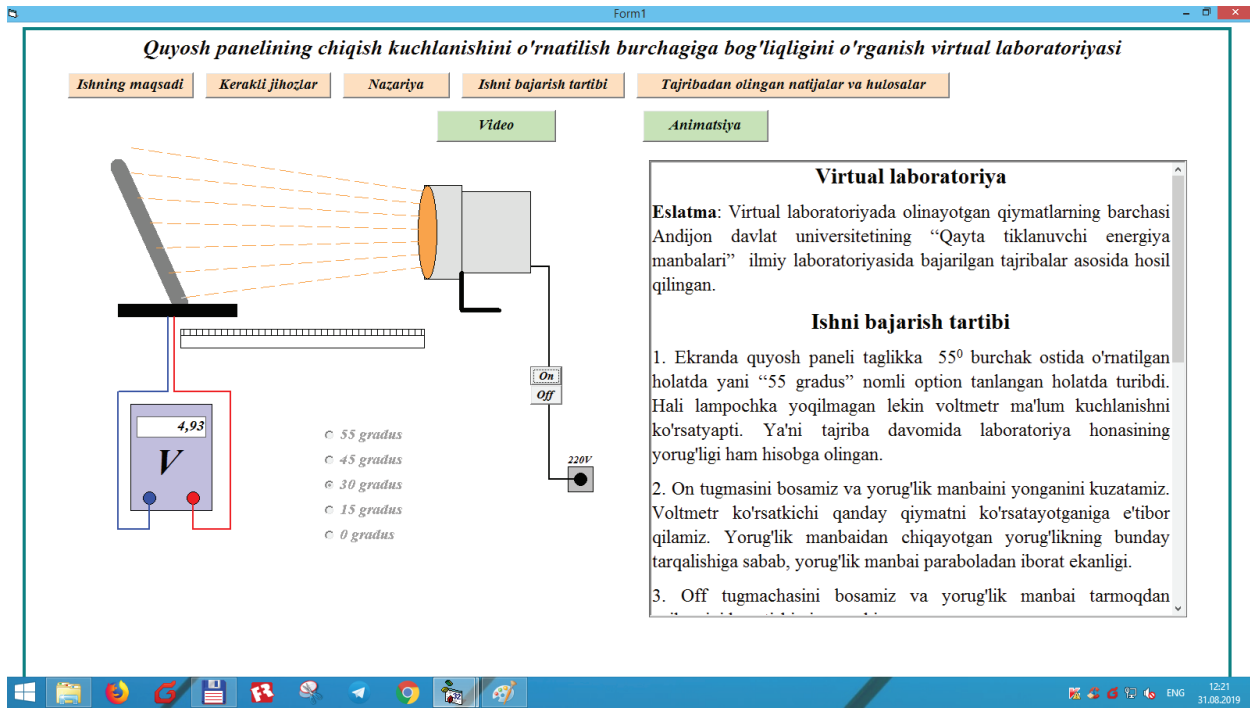 Form1
Quyosh panelining chiqish kuchlanishini o'rnatilish burchagiga bog'liqligini o'rganish virtual laboratoriyasi
Ishning maqsadi
Kerakli jihozlar
Nazariya
Ishni bajarish tartibi
Tajribadan olingan natijalar va hulosalar
Video
Animatsiya
On
Off
220V
4,93
V
55 gradus
45 gradus
30 gradus
15 gradus
0 gradus
Virtual laboratoriya
Eslatma: Virtual laboratoriyada olinayotgan qiymatlarning barchasi
Andijon davlat universitetining “Qayta tiklanuvchi energiya
manbalari” ilmiy laboratoriyasida bajarilgan tajribalar asosida hosil
qilingan.
Ishni bajarish tartibi
1. Ekranda quyosh paneli taglikka 55⁰ burchak ostida o'rnatilgan
holatda yani “55 gradus” nomli option tanlangan holatda turibdi.
Hali lampochka yoqilmagan lekin voltmetr ma'lum kuchlanishni
ko'rsatyapti. Ya'ni tajriba davomida laboratoriya honasining
yorug'ligi ham hisobga olingan.
2. On tugmasini bosamiz va yorug'lik manbaini yonganini kuzatamiz.
Voltmetr ko'rsatkichi qanday qiymatni ko'rsatayotganiga e'tibor
qilamiz. Yorug'lik manbaidan chiqayotgan yorug'likning bunday
tarqalishiga sabab, yorug'lik manbai paraboladan iborat ekanligi.
3. Off tugmachasini bosamiz va yorug'lik manbai tarmoqdan
ENG
12:21
31.08.2019